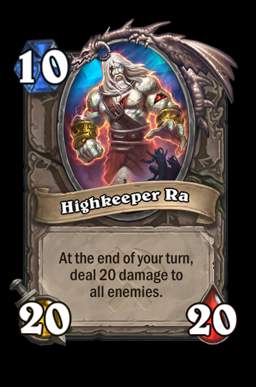 10
Highkeeper Ra
At the end of your turn,
deal 20 damage to
all enemies.
20 20